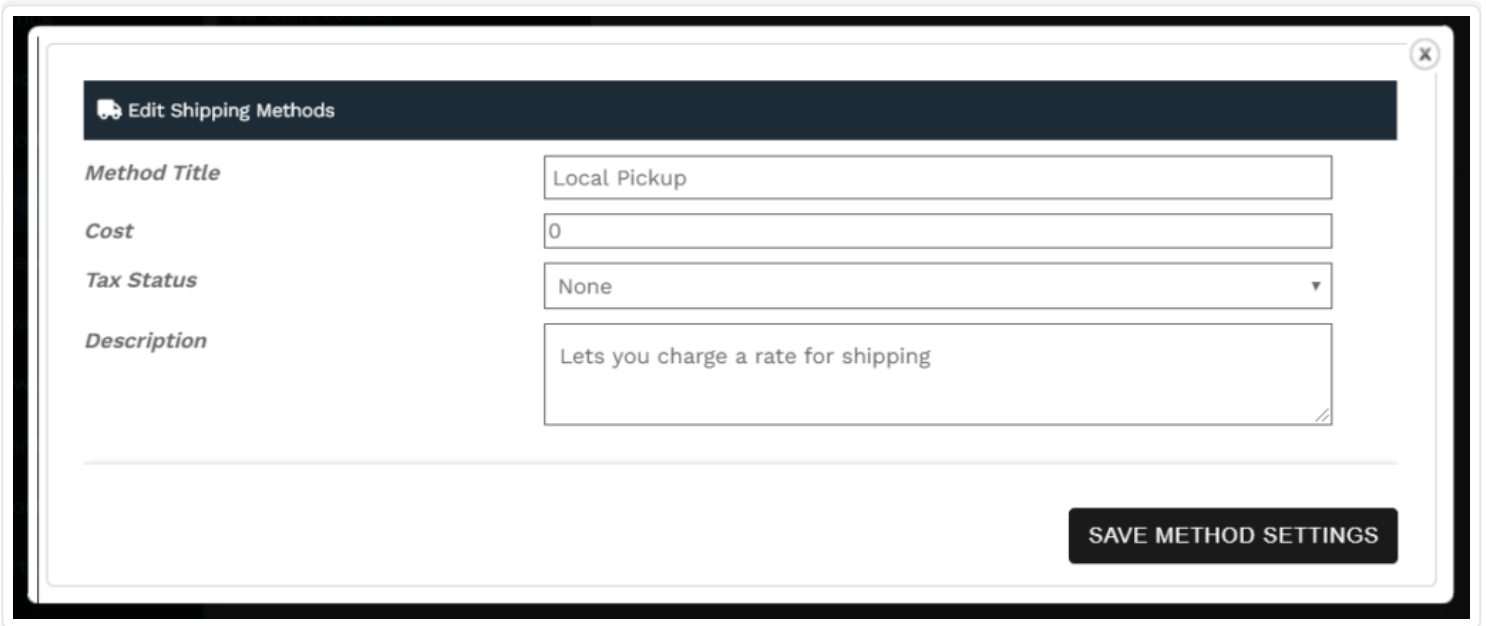 Edit Shipping Methods
Method Title
Local Pickup
Cost
0
Tax Status
None
Description
Lets you charge a rate for shipping
SAVE METHOD SETTINGS
x